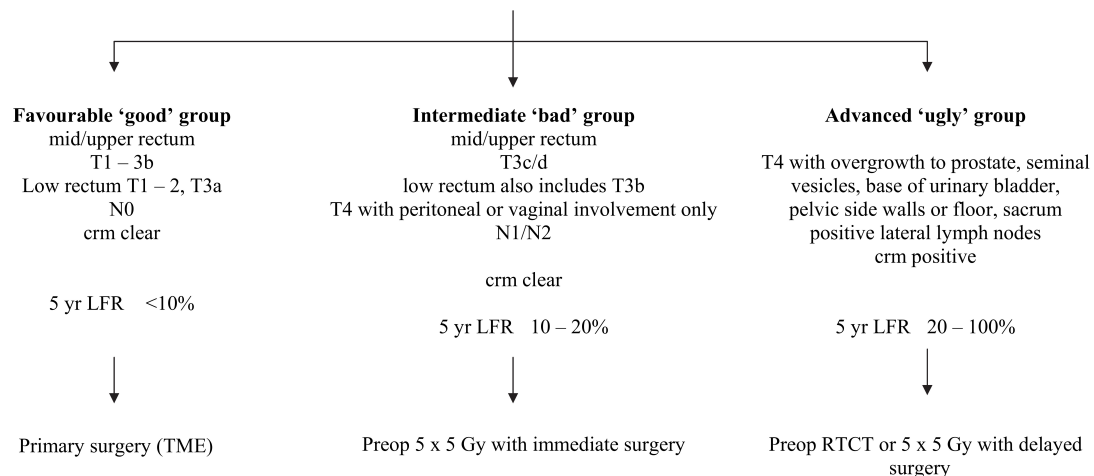 Favourable ‘good’ group
mid/upper rectum
T1 – 3b
Low rectum T1 – 2, T3a
N0
crm clear
5 yr LFR <10%
Primary surgery (TME)
Intermediate ‘bad’ group
mid/upper rectum
T3c/d
low rectum also includes T3b
T4 with peritoneal or vaginal involvement only
N1/N2
crm clear
5 yr LFR 10 – 20%
Preop 5 x 5 Gy with immediate surgery
Advanced ‘ugly’ group
T4 with overgrowth to prostate, seminal
vesicles, base of urinary bladder,
pelvic side walls or floor, sacrum
positive lateral lymph nodes
crm positive
5 yr LFR 20 – 100%
Preop RTCT or 5 x 5 Gy with delayed
surgery